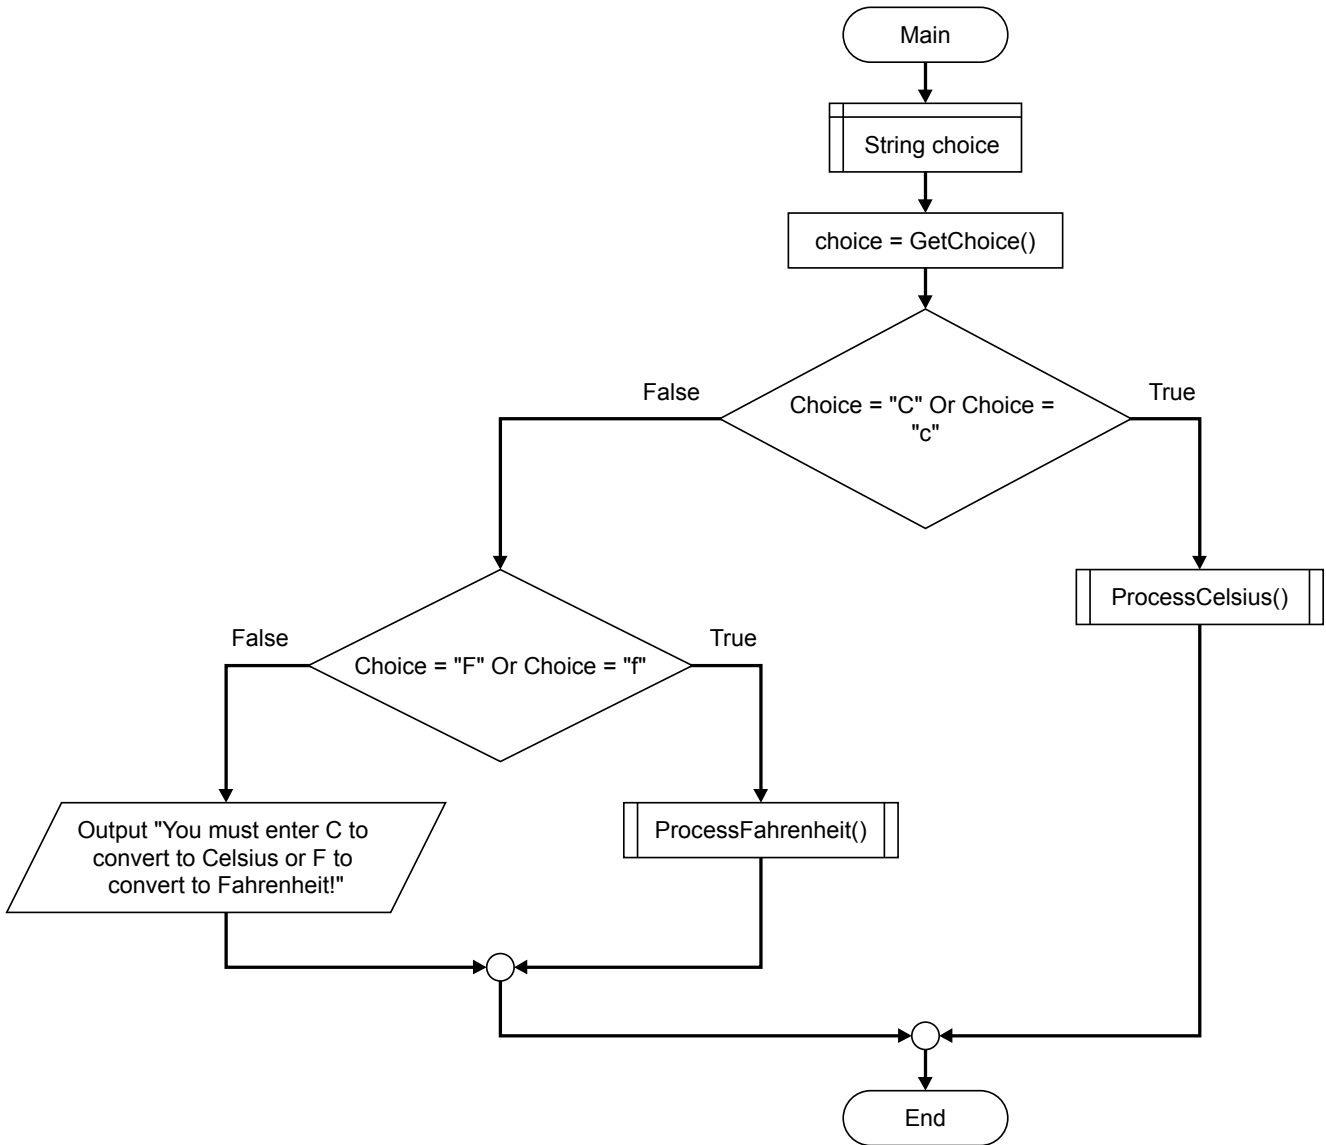 Main
String choice
choice = GetChoice()
False
True
Choice = "C" Or Choice =
"c"
ProcessCelsius()
False
True
Choice = "F" Or Choice = "f"
Output "You must enter C to
convert to Celsius or F to
convert to Fahrenheit!"
ProcessFahrenheit()
End